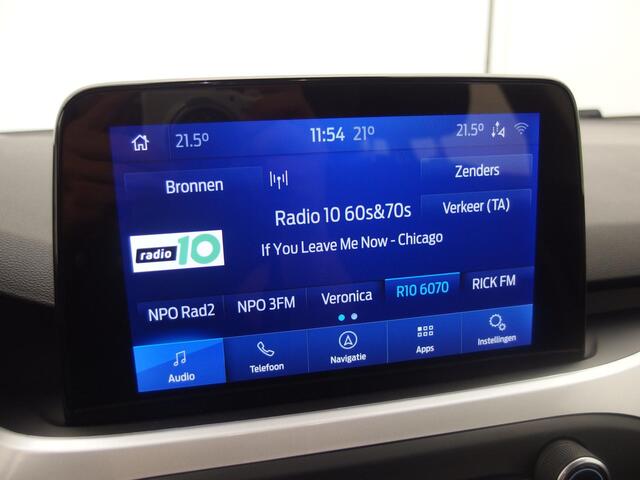 21.5° 11:54 21° 21.5°
Bronnen
Zenders
Radio 10 60s&70s
Verkeer (TA)
radio 10
If You Leave Me Now - Chicago
NPO Rad2 NPO 3FM Veronica R10 6070 RICK FM
Audio Telefoon Navigatie Apps Instellingen